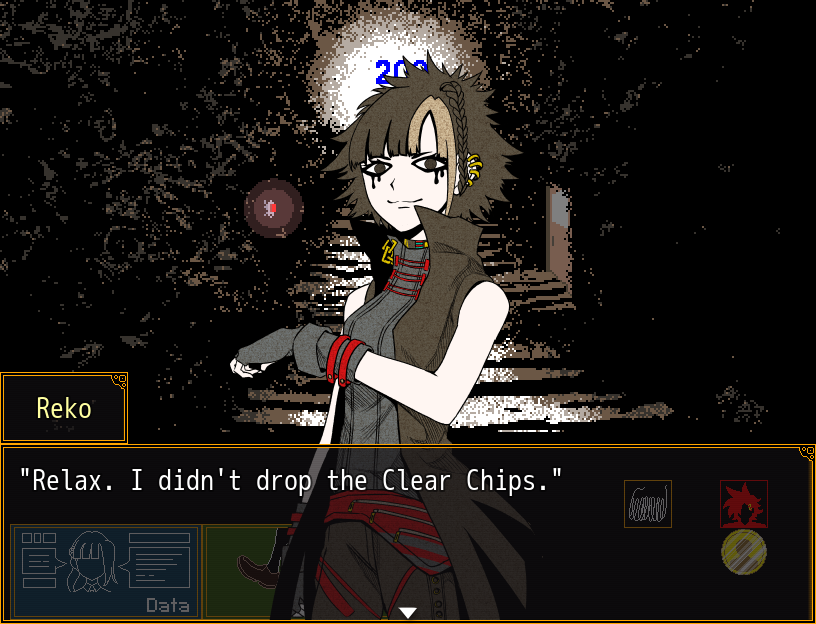 Reko
"Relax. I didn't drop the Clear Chips."
Data